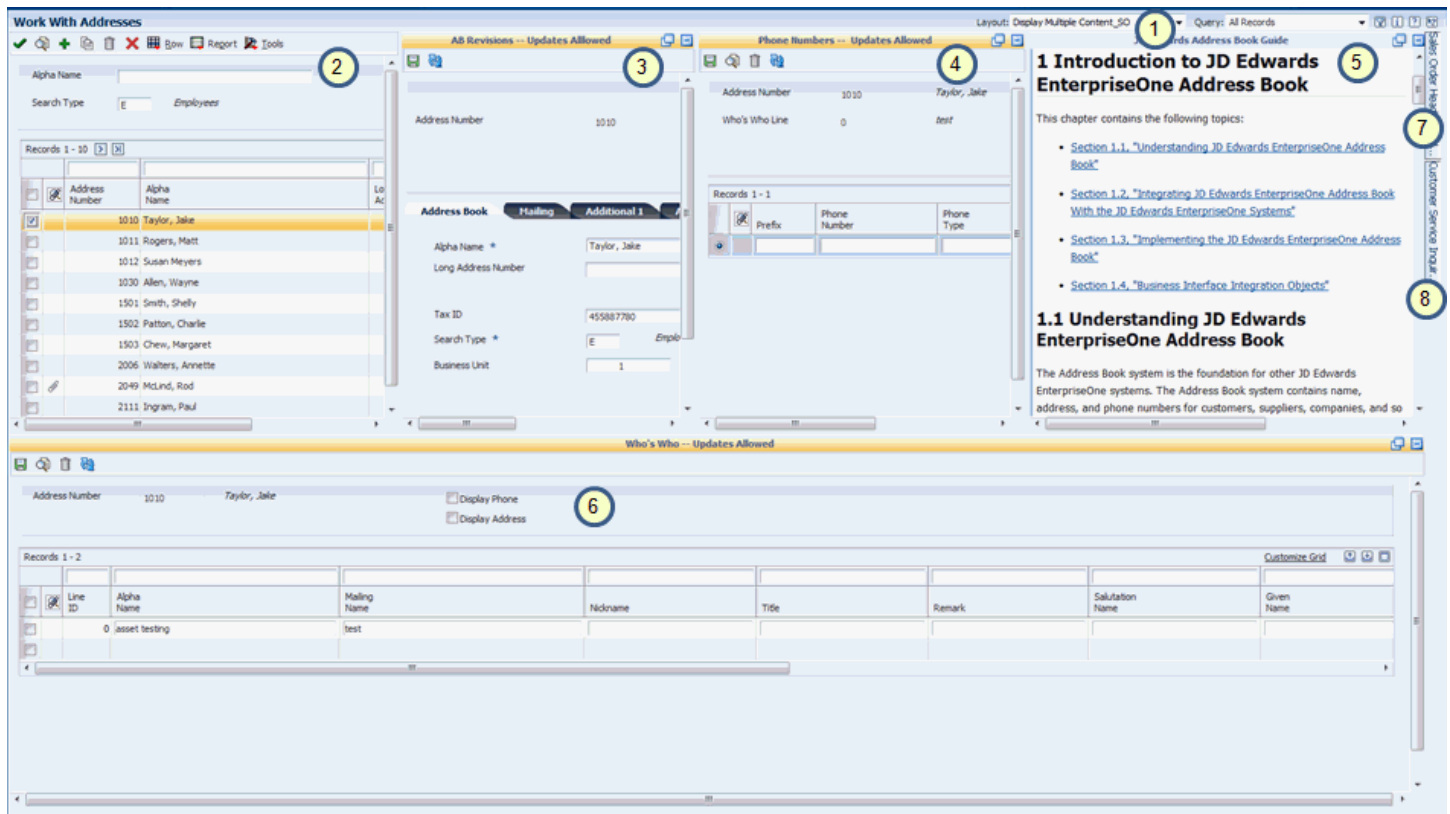 Work With Addresses
Layout: Display Multiple Content_SO Query: All Records
1
Row Report Tools
2
Alpha Name
Search Type E Employees
Records 1 - 10
Address Number Alpha Name
1010 Taylor, Jake
1011 Rogers, Matt
1012 Susan Meyers
1030 Allen, Wayne
1501 Smith, Shelly
1502 Patton, Charlie
1503 Chew, Margaret
2006 Walters, Annette
2049 McLind, Rod
2111 Ingram, Paul
AB Revisions -- Updates Alllowed
3
Address Number 1010
Address Book Mailing Additional 1
Alpha Name * Taylor, Jake
Long Address Number
Tax ID 455887780
Search Type * E
Business Unit 1
Phone Numbers -- Updates Allowed
4
Address Number 1010 Taylor, Jake
Who's Who Line 0 test
Records 1 - 1
Prefix Phone Number Phone Type
Address Book Guide
5
1 Introduction to JD Edwards
EnterpriseOne Address Book
This chapter contains the following topics:
• Section 1.1, "Understanding JD Edwards EnterpriseOne Address
Book"
• Section 1.2, "Integrating JD Edwards EnterpriseOne Address Book
With the JD Edwards EnterpriseOne Systems"
• Section 1.3, "Implementing the JD Edwards EnterpriseOne Address
Book"
• Section 1.4, "Business Interface Integration Objects"
1.1 Understanding JD Edwards
EnterpriseOne Address Book
The Address Book system is the foundation for other JD Edwards
EnterpriseOne systems. The Address Book system contains name,
address, and phone numbers for customers, suppliers, companies, and so
Sales Order
7
Customer Service Inquir...
8
Who's Who -- Updates Allowed
Address Number 1010 Taylor, Jake
Display Phone
Display Address
6
Records 1 - 2
Customize Grid
Line ID Alpha Name Mailing Name Nickname Title Remark Salutation Name Given Name
0 asset testing test